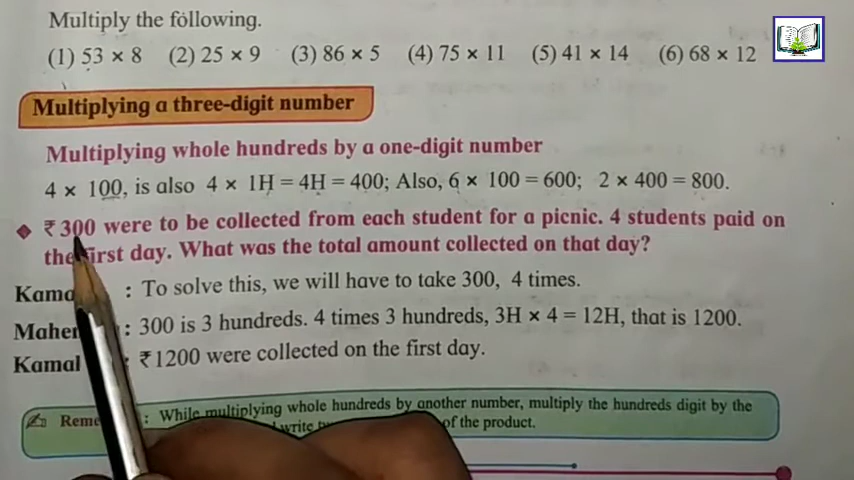 Multiply the following.
(1) 53 × 8 (2) 25 × 9 (3) 86 × 5 (4) 75 × 11 (5) 41 × 14 (6) 68 × 12
Multiplying a three-digit number
Multiplying whole hundreds by a one-digit number
4 × 100, is also 4 × 1H = 4H = 400; Also, 6 × 100 = 600; 2 × 400 = 800.
❖ ₹ 300 were to be collected from each student for a picnic. 4 students paid on
the first day. What was the total amount collected on that day?
: To solve this, we will have to take 300, 4 times.
: 300 is 3 hundreds. 4 times 3 hundreds, 3H × 4 = 12H, that is 1200.
Kamal : ₹ 1200 were collected on the first day.
: While multiplying whole hundreds by another number, multiply the hundreds digit by the
write of the product.